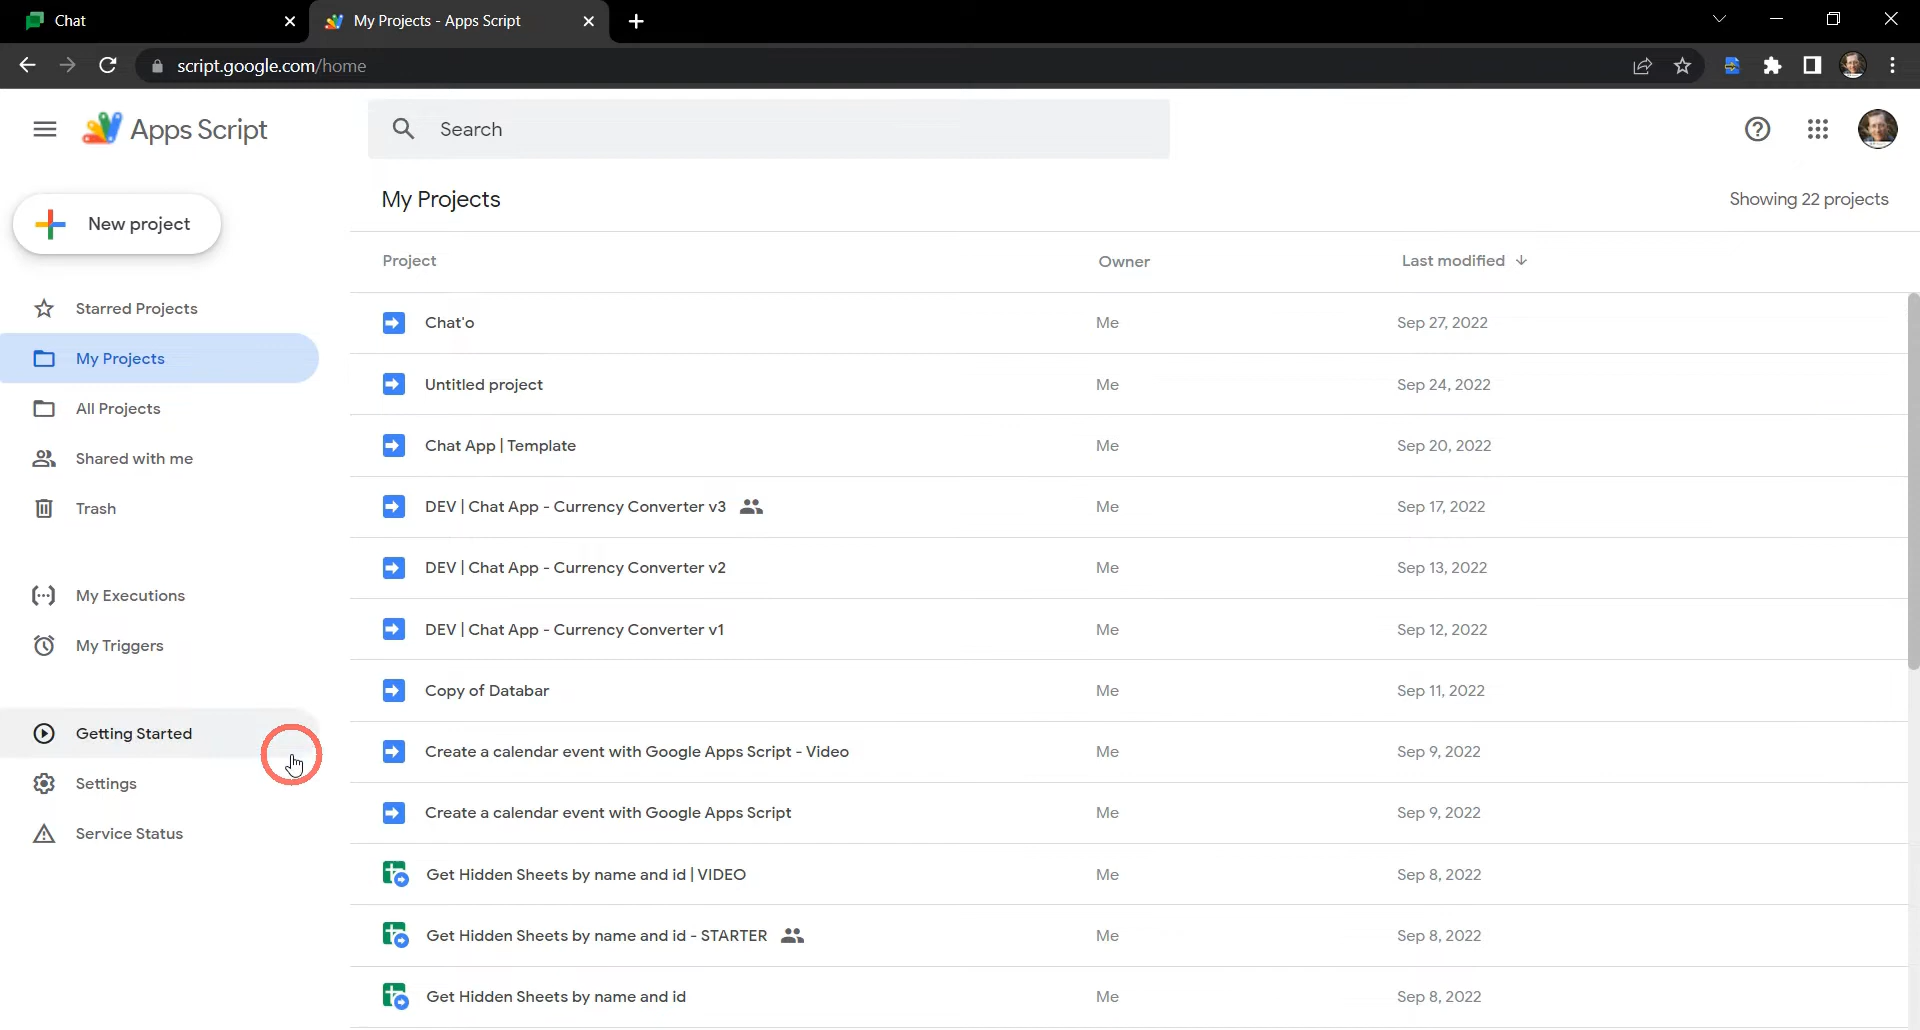 Chat
My Projects - Apps Script
script.google.com/home
Apps Script
Search
New project
My Projects
Showing 22 projects
Project
Owner
Last modified
Starred Projects
My Projects
All Projects
Shared with me
Trash
My Executions
My Triggers
Getting Started
Settings
Service Status
Chat'o
Me
Sep 27, 2022
Untitled project
Me
Sep 24, 2022
Chat App | Template
Me
Sep 20, 2022
DEV | Chat App - Currency Converter v3
Me
Sep 17, 2022
DEV | Chat App - Currency Converter v2
Me
Sep 13, 2022
DEV | Chat App - Currency Converter v1
Me
Sep 12, 2022
Copy of Databar
Me
Sep 11, 2022
Create a calendar event with Google Apps Script - Video
Me
Sep 9, 2022
Create a calendar event with Google Apps Script
Me
Sep 9, 2022
Get Hidden Sheets by name and id | VIDEO
Me
Sep 8, 2022
Get Hidden Sheets by name and id - STARTER
Me
Sep 8, 2022
Get Hidden Sheets by name and id
Me
Sep 8, 2022